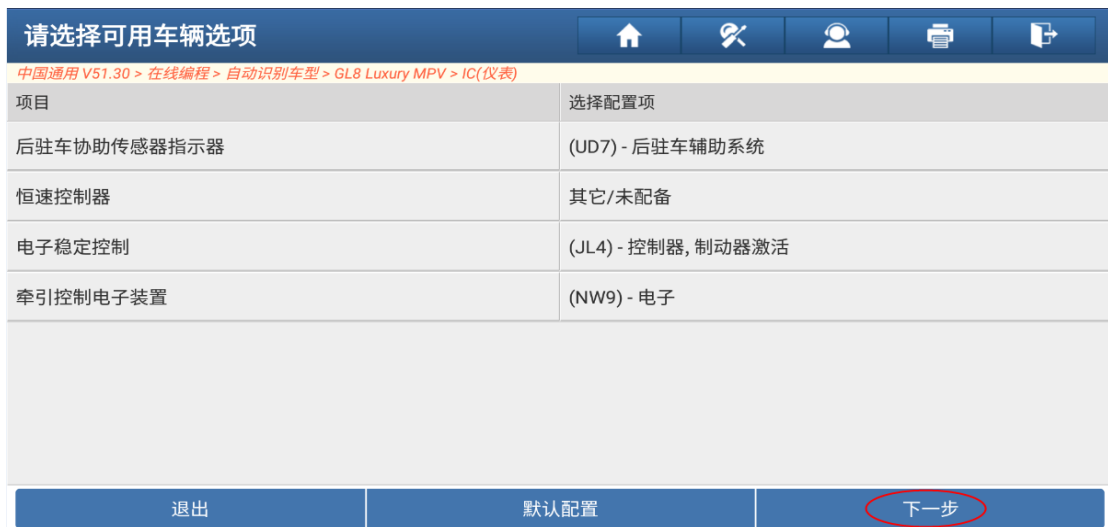 请选择可用车辆选项
中国通用 V51.30 > 在线编程 > 自动识别车型 > GL8 Luxury MPV > IC(仪表)
项目 选择配置项
后驻车协助传感器指示器 (UD7) - 后驻车辅助系统
恒速控制器 其它/未配备
电子稳定控制 (JL4) - 控制器, 制动器激活
牵引控制电子装置 (NW9) - 电子
退出 默认配置 下一步